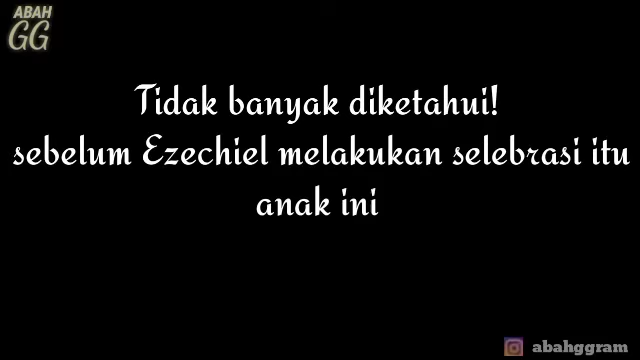 ABAH
GG
Tidak banyak diketahui!
sebelum Ezechiel melakukan selebrasi itu
anak ini
abahggram